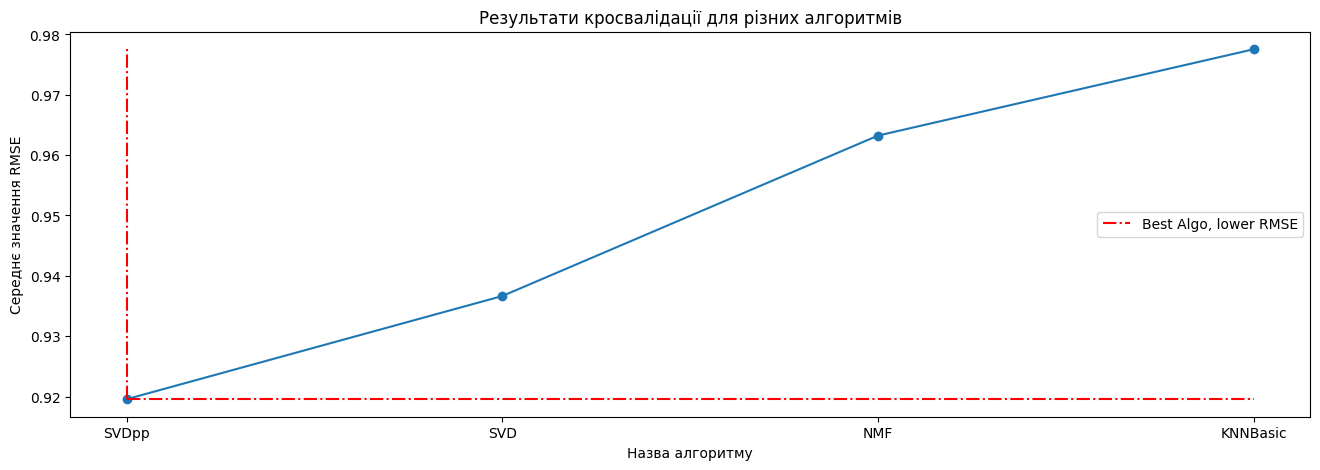 Результати кросвалідації для різних алгоритмів
Середнє значення RMSE
0.98
0.97
0.96
0.95
0.94
0.93
0.92
Best Algo, lower RMSE
SVDpp
SVD
NMF
KNNBasic
Назва алгоритму